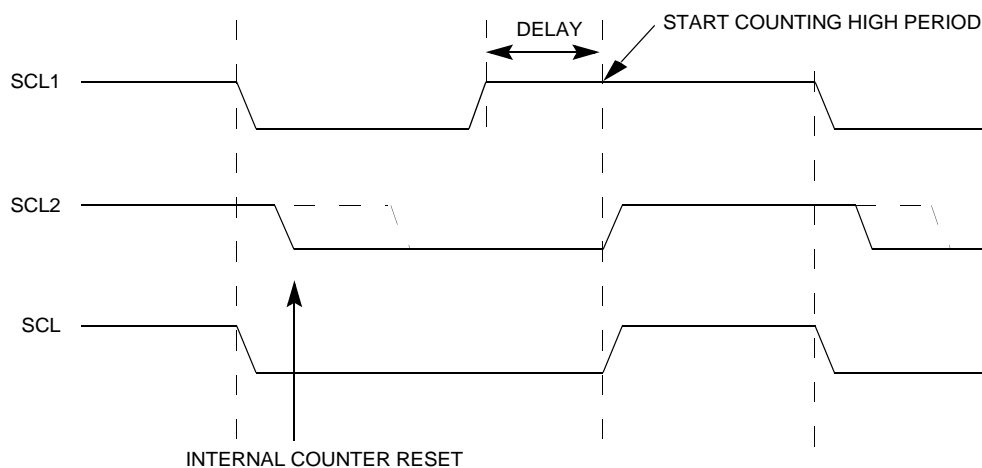 START COUNTING HIGH PERIOD
DELAY
SCL1
SCL2
SCL
INTERNAL COUNTER RESET